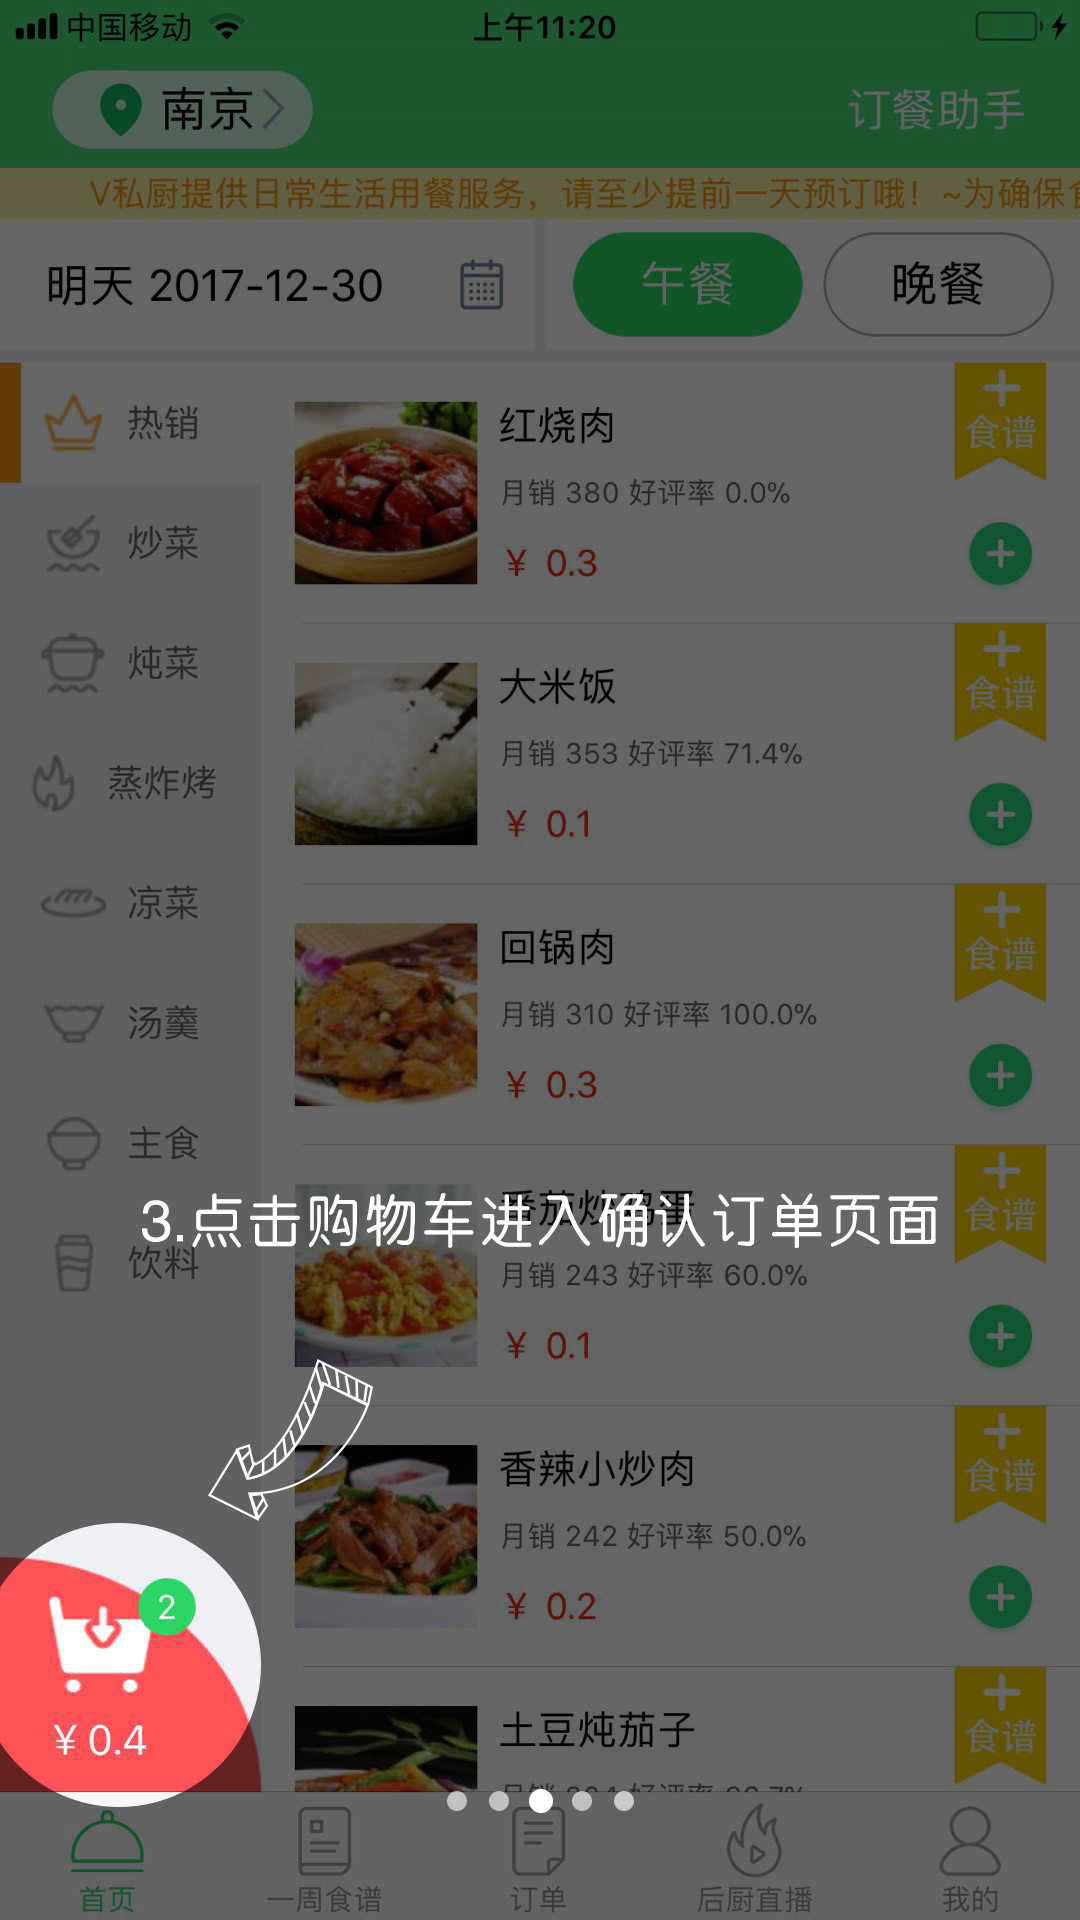 中国移动 上午11:20
南京 订餐助手
V私厨提供日常生活用餐服务，请至少提前一天预订哦！~为确保食
明天 2017-12-30 午餐 晚餐
热销
炒菜
炖菜
蒸炸烤
凉菜
汤羹
主食
饮料
红烧肉
月销 380 好评率 0.0%
¥ 0.3
食谱
大米饭
月销 353 好评率 71.4%
¥ 0.1
食谱
回锅肉
月销 310 好评率 100.0%
¥ 0.3
食谱
番茄炒鸡蛋
3.点击购物车进入确认订单页面
月销 243 好评率 60.0%
¥ 0.1
食谱
香辣小炒肉
月销 242 好评率 50.0%
¥ 0.2
食谱
土豆炖茄子
食谱
2
¥ 0.4
首页 一周食谱 订单 后厨直播 我的